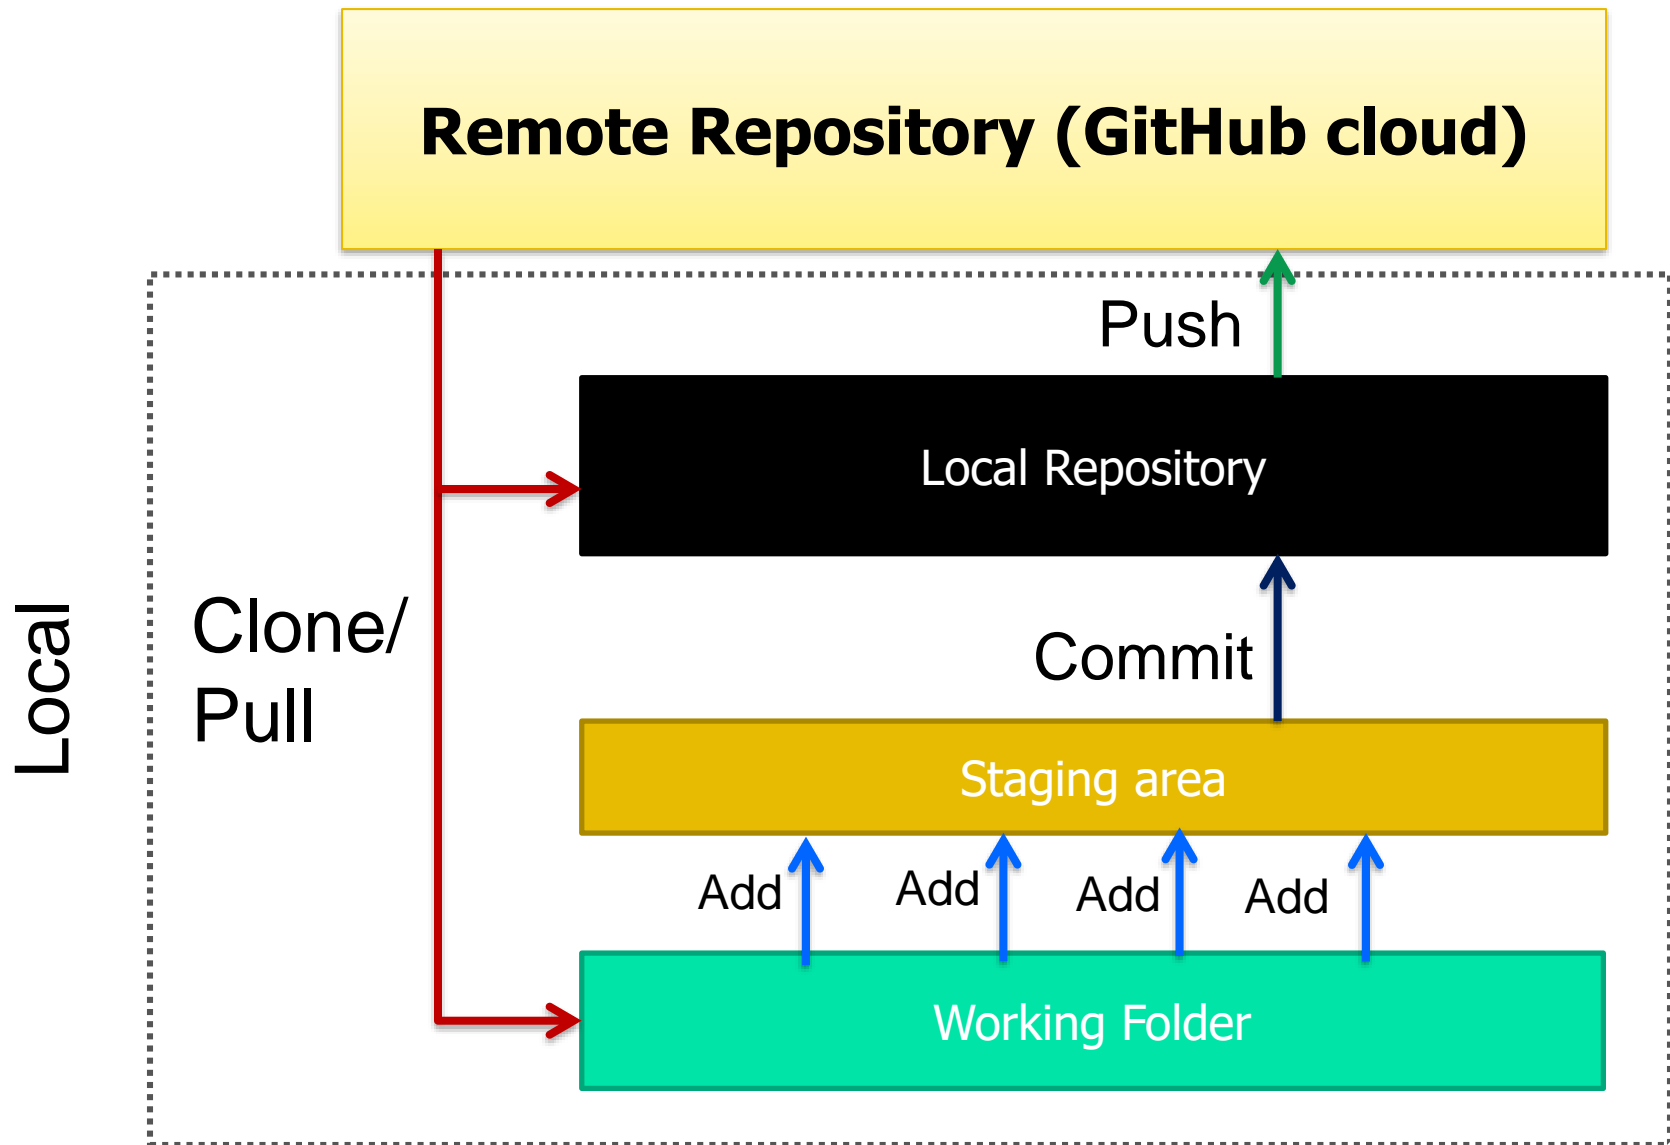 Remote Repository (GitHub cloud)
Push
Local Repository
Local
Clone/
Pull
Commit
Staging area
Add
Add
Add
Add
Working Folder